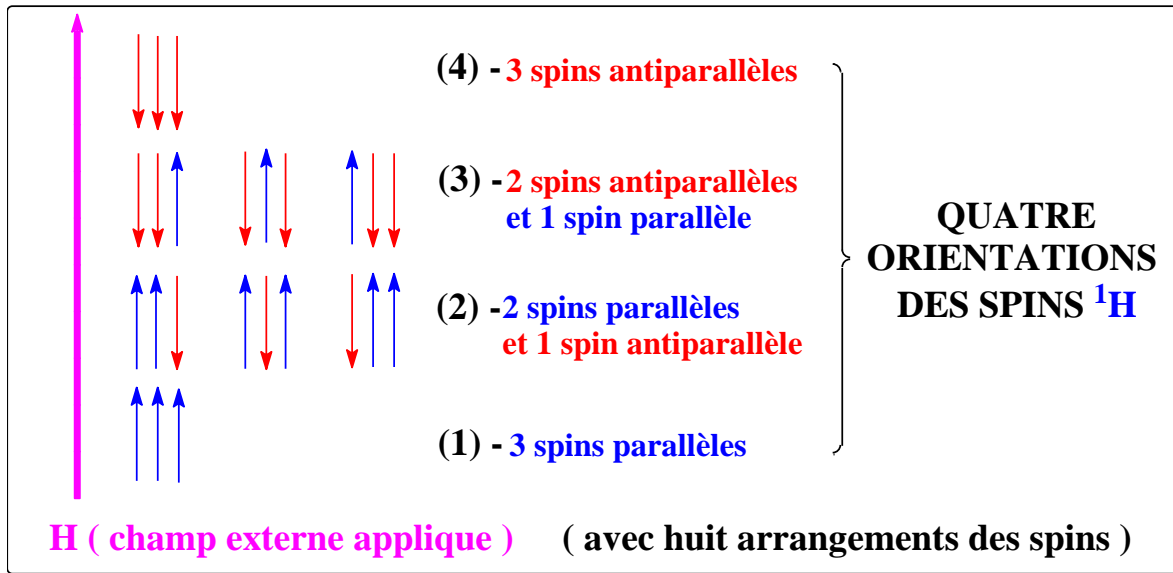 (4) - 3 spins antiparallèles
(3) - 2 spins antiparallèles
et 1 spin parallèle
(2) - 2 spins parallèles
et 1 spin antiparallèle
(1) - 3 spins parallèles
QUATRE
ORIENTATIONS
DES SPINS ¹H
H ( champ externe applique ) ( avec huit arrangements des spins )